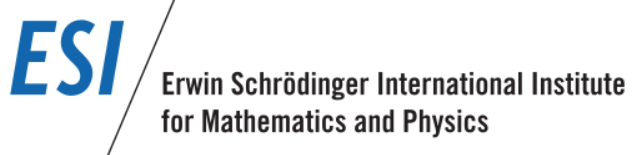 ESI
Erwin Schrödinger International Institute
for Mathematics and Physics